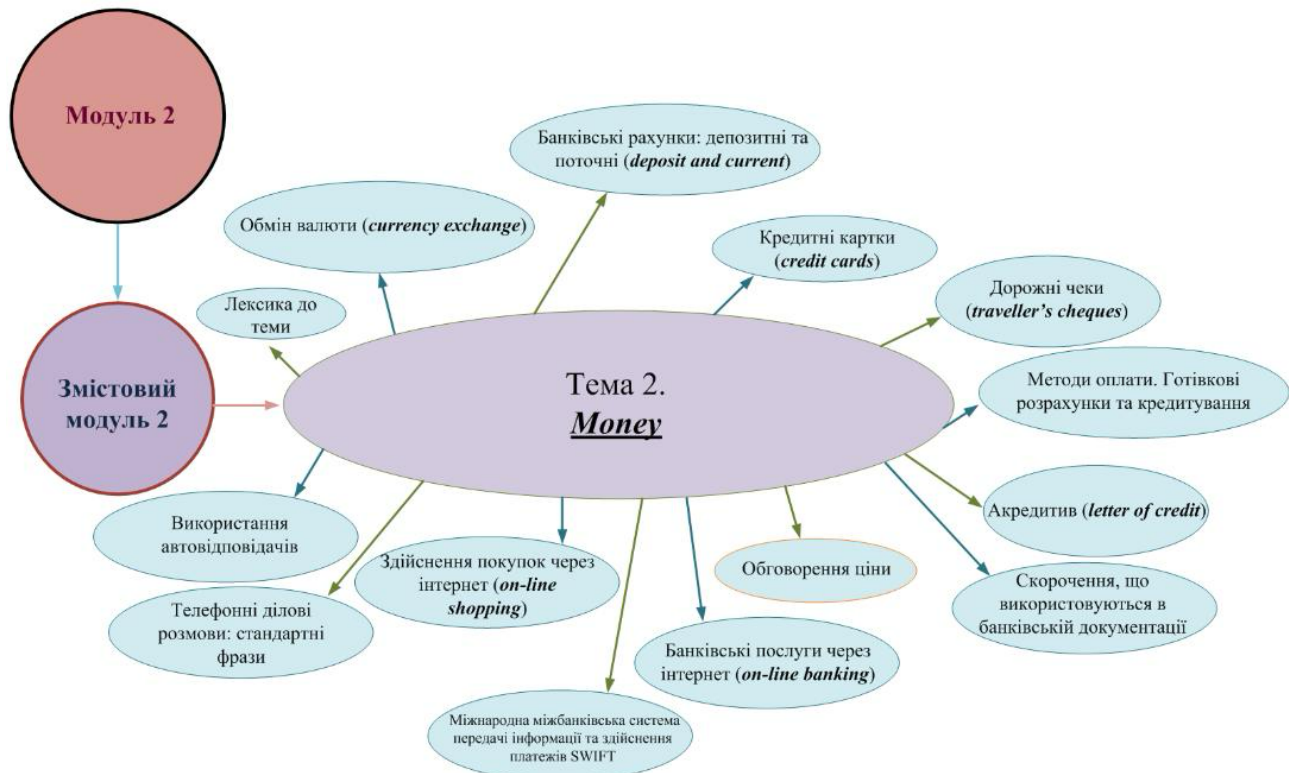 Модуль 2
Банківські рахунки: депозитні та
поточні (deposit and current)
Обмін валюти (currency exchange)
Кредитні картки
(credit cards)
Дорожні чеки
(traveller’s cheques)
Лексика до
теми
Методи оплати. Готівкові
розрахунки та кредитування
Змістовий
модуль 2
Тема 2.
Money
Акредитив (letter of credit)
Використання
автовідповідачів
Здійснення покупок через
інтернет (on-line
shopping)
Обговорення ціни
Скорочення, що
використовуються в
банківській документації
Телефонні ділові
розмови: стандартні
фрази
Банківські послуги через
інтернет (on-line banking)
Міжнародна міжбанківська система
передачі інформації та здійснення
платежів SWIFT